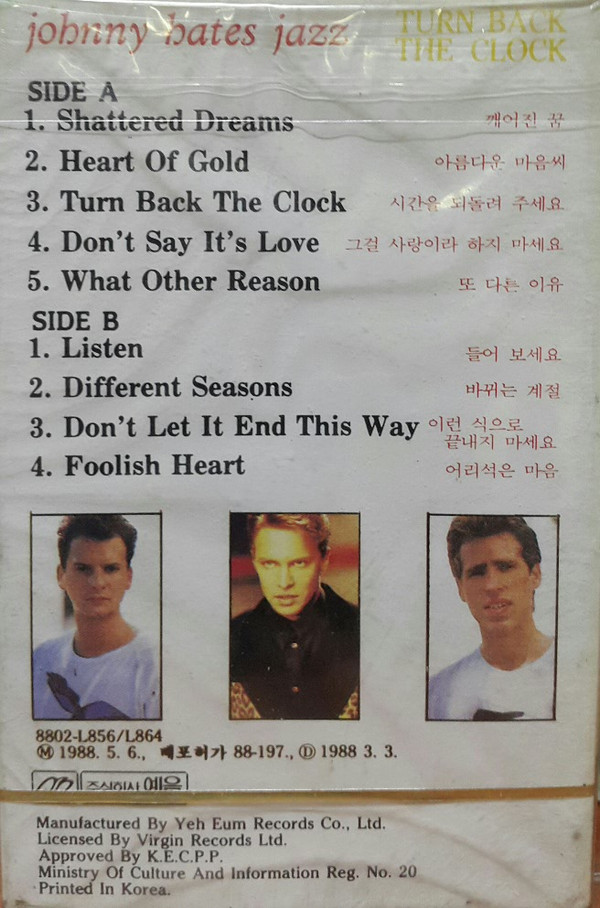 johnny hates jazz TURN BACK
THE CLOCK
SIDE A
1. Shattered Dreams 깨어진 꿈
2. Heart Of Gold 아름다운 마음씨
3. Turn Back The Clock 시간을 되돌려 주세요
4. Don't Say It's Love 그걸 사랑이라 하지 마세요
5. What Other Reason 또 다른 이유
SIDE B
1. Listen 들어 보세요
2. Different Seasons 바뀌는 계절
3. Don't Let It End This Way 이런 식으로
끝내지 마세요
4. Foolish Heart 어리석은 마음
8802-L856/L864
Ⓜ 1988. 5. 6., 배포허가 88-197., Ⓓ 1988 3. 3.
주식회사 예음
Manufactured By Yeh Eum Records Co., Ltd.
Licensed By Virgin Records Ltd.
Approved By K.E.C.P.P.
Ministry Of Culture And Information Reg. No. 20
Printed In Korea.